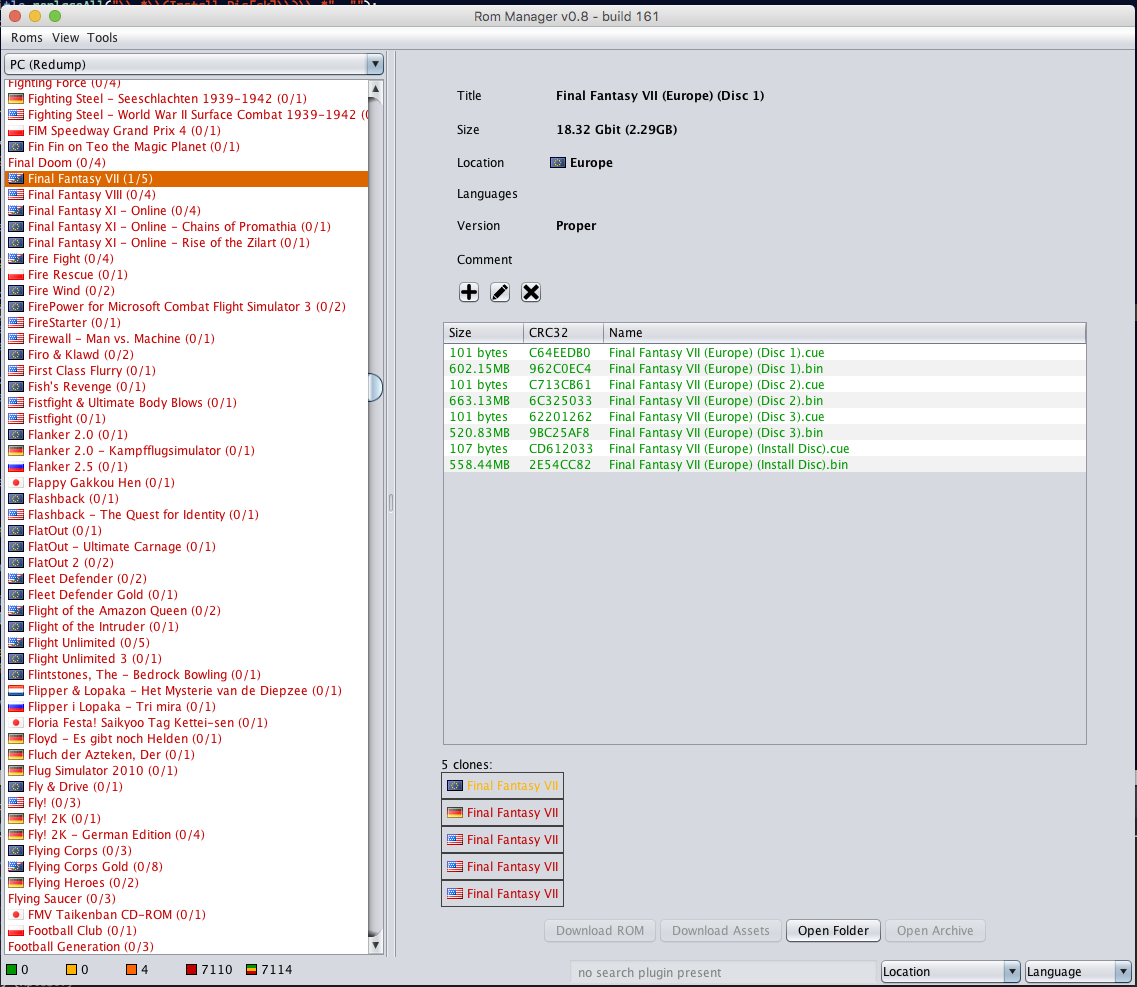 Rom Manager v0.8 - build 161
Roms View Tools
PC (Redump)
Fighting Force (0/4)
Fighting Steel - Seeschlachten 1939-1942 (0/1)
Fighting Steel - World War II Surface Combat 1939-1942 (
FIM Speedway Grand Prix 4 (0/1)
Fin Fin on Teo the Magic Planet (0/1)
Final Doom (0/4)
Final Fantasy VII (1/5)
Final Fantasy VIII (0/4)
Final Fantasy XI - Online (0/4)
Final Fantasy XI - Online - Chains of Promathia (0/1)
Final Fantasy XI - Online - Rise of the Zilart (0/1)
Fire Fight (0/4)
Fire Rescue (0/1)
Fire Wind (0/2)
FirePower for Microsoft Combat Flight Simulator 3 (0/2)
FireStarter (0/1)
Firewall - Man vs. Machine (0/1)
Firo & Klawd (0/2)
First Class Flurry (0/1)
Fish's Revenge (0/1)
Fistfight & Ultimate Body Blows (0/1)
Fistfight (0/1)
Flanker 2.0 (0/1)
Flanker 2.0 - Kampfflugsimulator (0/1)
Flanker 2.5 (0/1)
Flappy Gakkou Hen (0/1)
Flashback (0/1)
Flashback - The Quest for Identity (0/1)
FlatOut (0/1)
FlatOut - Ultimate Carnage (0/1)
FlatOut 2 (0/2)
Fleet Defender (0/2)
Fleet Defender Gold (0/1)
Flight of the Amazon Queen (0/2)
Flight of the Intruder (0/1)
Flight Unlimited (0/5)
Flight Unlimited 3 (0/1)
Flintstones, The - Bedrock Bowling (0/1)
Flipper & Lopaka - Het Mysterie van de Diepzee (0/1)
Flipper i Lopaka - Tri mira (0/1)
Floria Festa! Saikyoo Tag Kettei-sen (0/1)
Floyd - Es gibt noch Helden (0/1)
Fluch der Azteken, Der (0/1)
Flug Simulator 2010 (0/1)
Fly & Drive (0/1)
Fly! (0/3)
Fly! 2K (0/1)
Fly! 2K - German Edition (0/4)
Flying Corps (0/3)
Flying Corps Gold (0/8)
Flying Heroes (0/2)
Flying Saucer (0/3)
FMV Taikenban CD-ROM (0/1)
Football Club (0/1)
Football Generation (0/3)
0 0 4 7110 7114
Title Final Fantasy VII (Europe) (Disc 1)
Size 18.32 Gbit (2.29GB)
Location Europe
Languages
Version Proper
Comment
Size CRC32 Name
101 bytes C64EEDB0 Final Fantasy VII (Europe) (Disc 1).cue
602.15MB 962C0EC4 Final Fantasy VII (Europe) (Disc 1).bin
101 bytes C713CB61 Final Fantasy VII (Europe) (Disc 2).cue
663.13MB 6C325033 Final Fantasy VII (Europe) (Disc 2).bin
101 bytes 62201262 Final Fantasy VII (Europe) (Disc 3).cue
520.83MB 9BC25AF8 Final Fantasy VII (Europe) (Disc 3).bin
107 bytes CD612033 Final Fantasy VII (Europe) (Install Disc).cue
558.44MB 2E54CC82 Final Fantasy VII (Europe) (Install Disc).bin
5 clones:
Final Fantasy VII
Final Fantasy VII
Final Fantasy VII
Final Fantasy VII
Final Fantasy VII
Download ROM Download Assets Open Folder Open Archive
no search plugin present Location Language